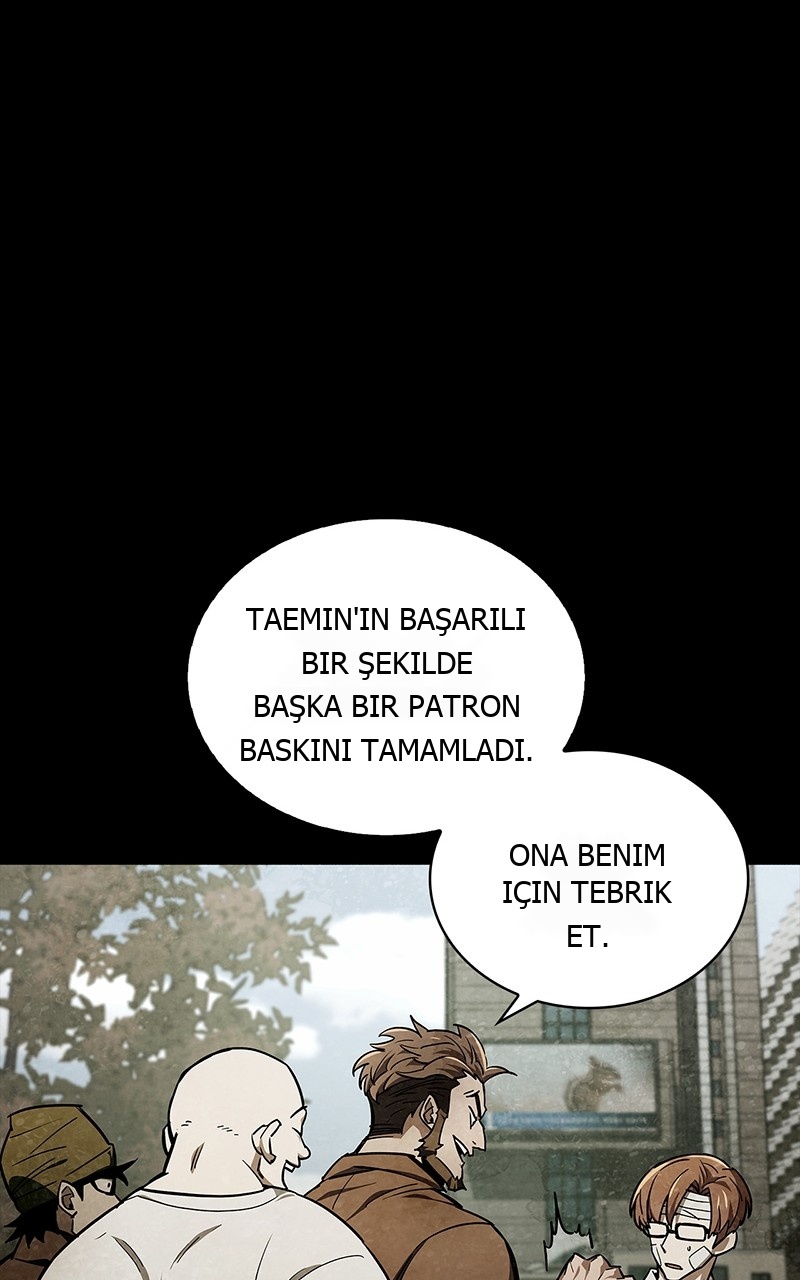 TAEMIN'IN BAŞARILI
BIR ŞEKILDE
BAŞKA BIR PATRON
BASKINI TAMAMLADI.
ONA BENIM
IÇIN TEBRIK
ET.